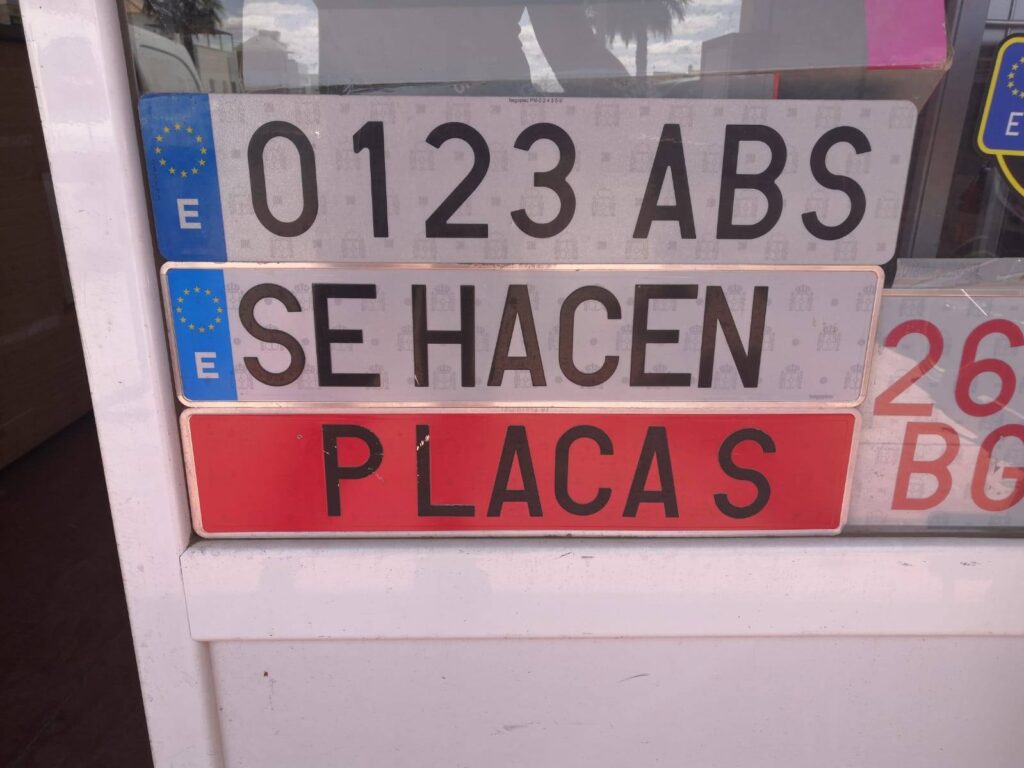 E 0123 ABS
E SE HACEN
PLACAS
26
BG
E